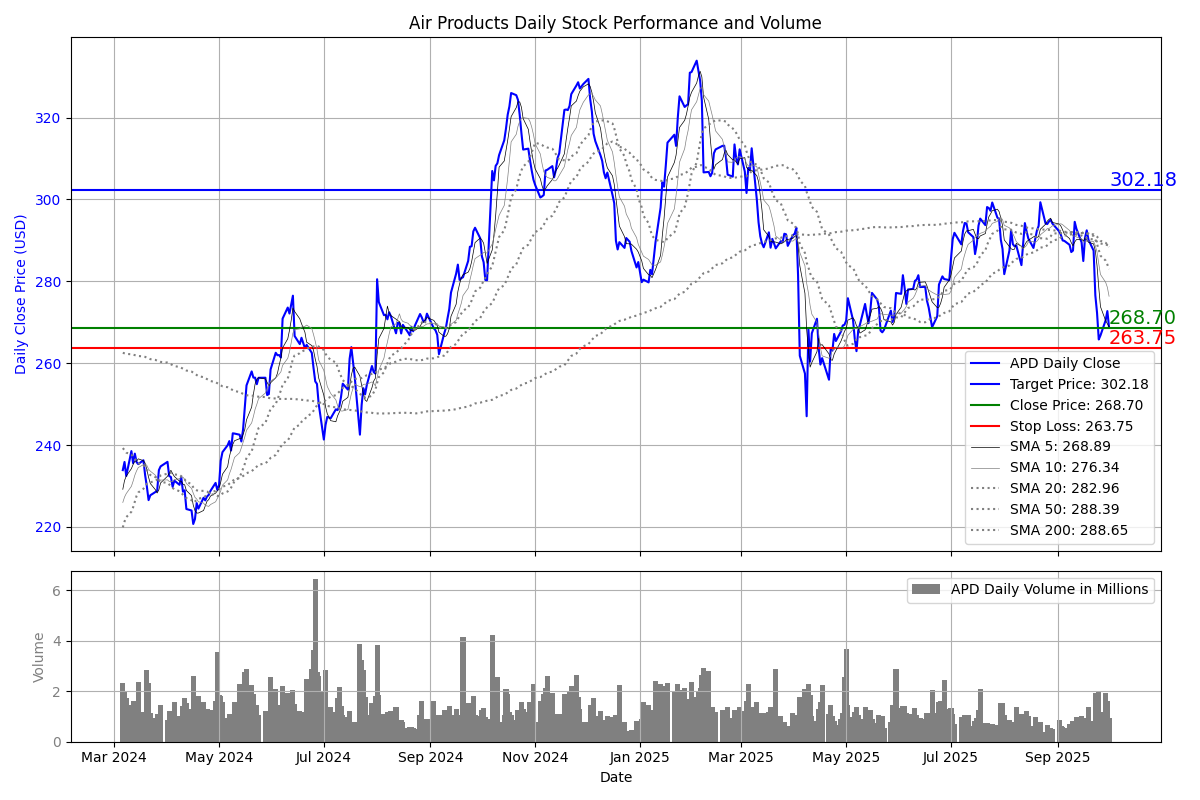 Air Products Daily Stock Performance and Volume
Daily Close Price (USD)
320
300
280
260
240
220
302.18
268.70
263.75
APD Daily Close
Target Price: 302.18
Close Price: 268.70
Stop Loss: 263.75
SMA 5: 268.89
SMA 10: 276.34
SMA 20: 282.96
SMA 50: 288.39
SMA 200: 288.65
Volume
6
4
2
0
APD Daily Volume in Millions
Mar 2024 May 2024 Jul 2024 Sep 2024 Nov 2024 Jan 2025 Mar 2025 May 2025 Jul 2025 Sep 2025
Date